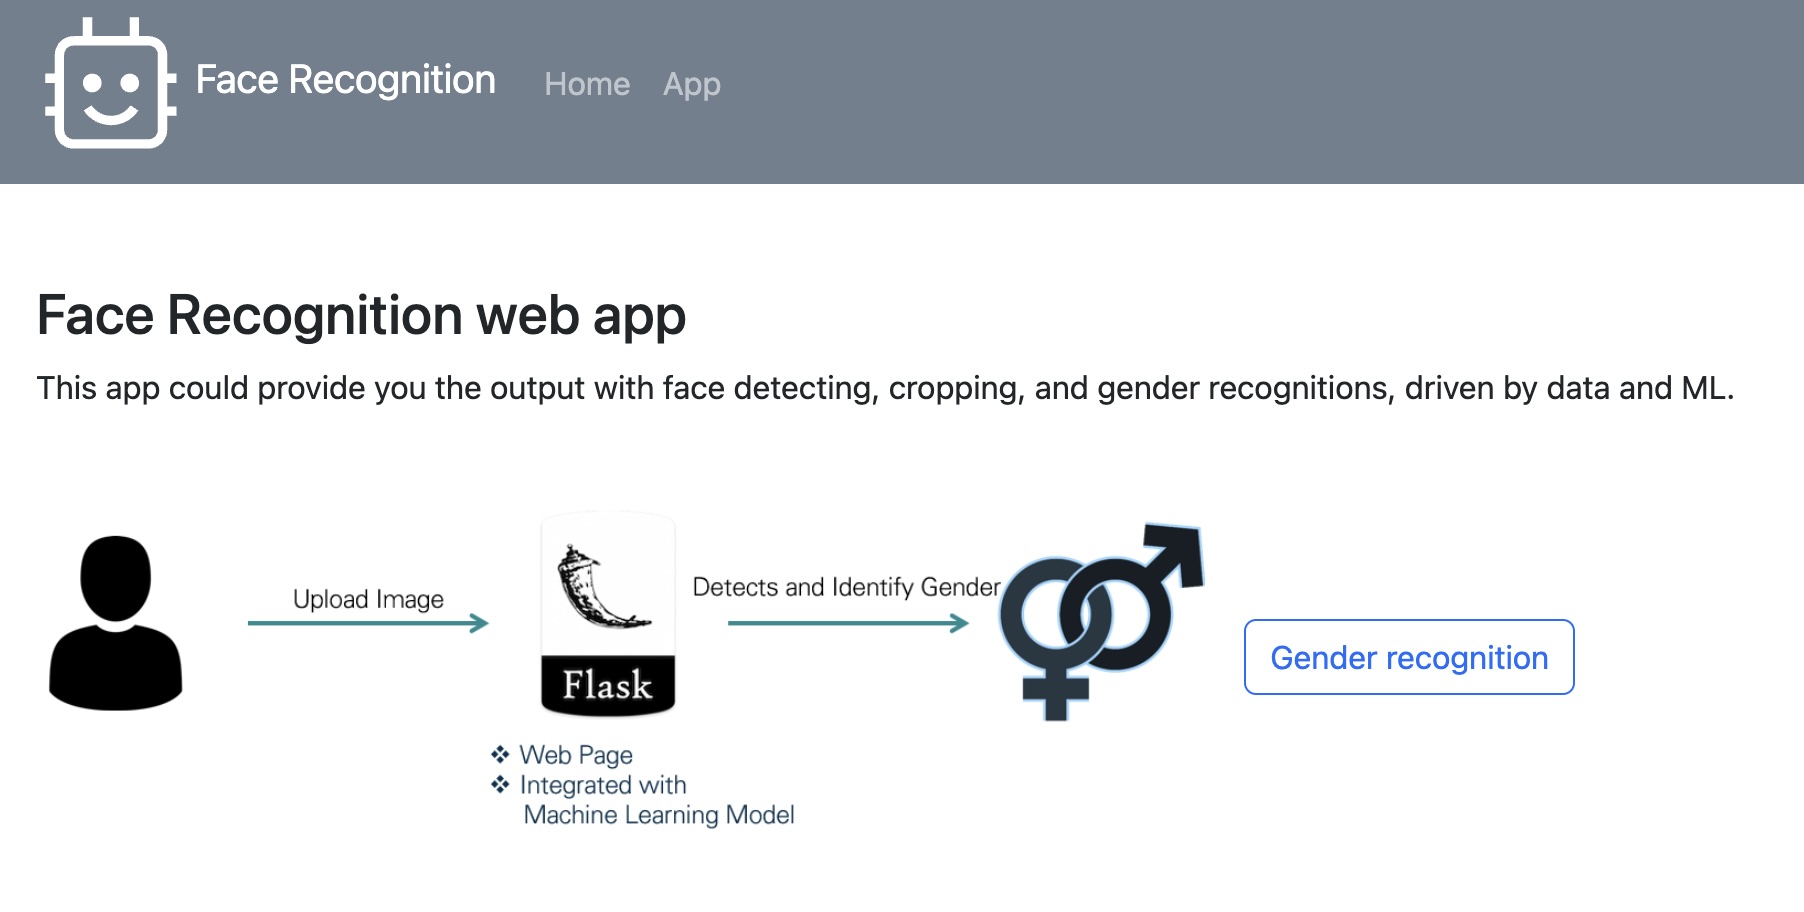 Face Recognition
Home
App
Face Recognition web app
This app could provide you the output with face detecting, cropping, and gender recognitions, driven by data and ML.
Upload Image
Flask
Detects and Identify Gender
Gender recognition
❖ Web Page
❖ Integrated with
Machine Learning Model